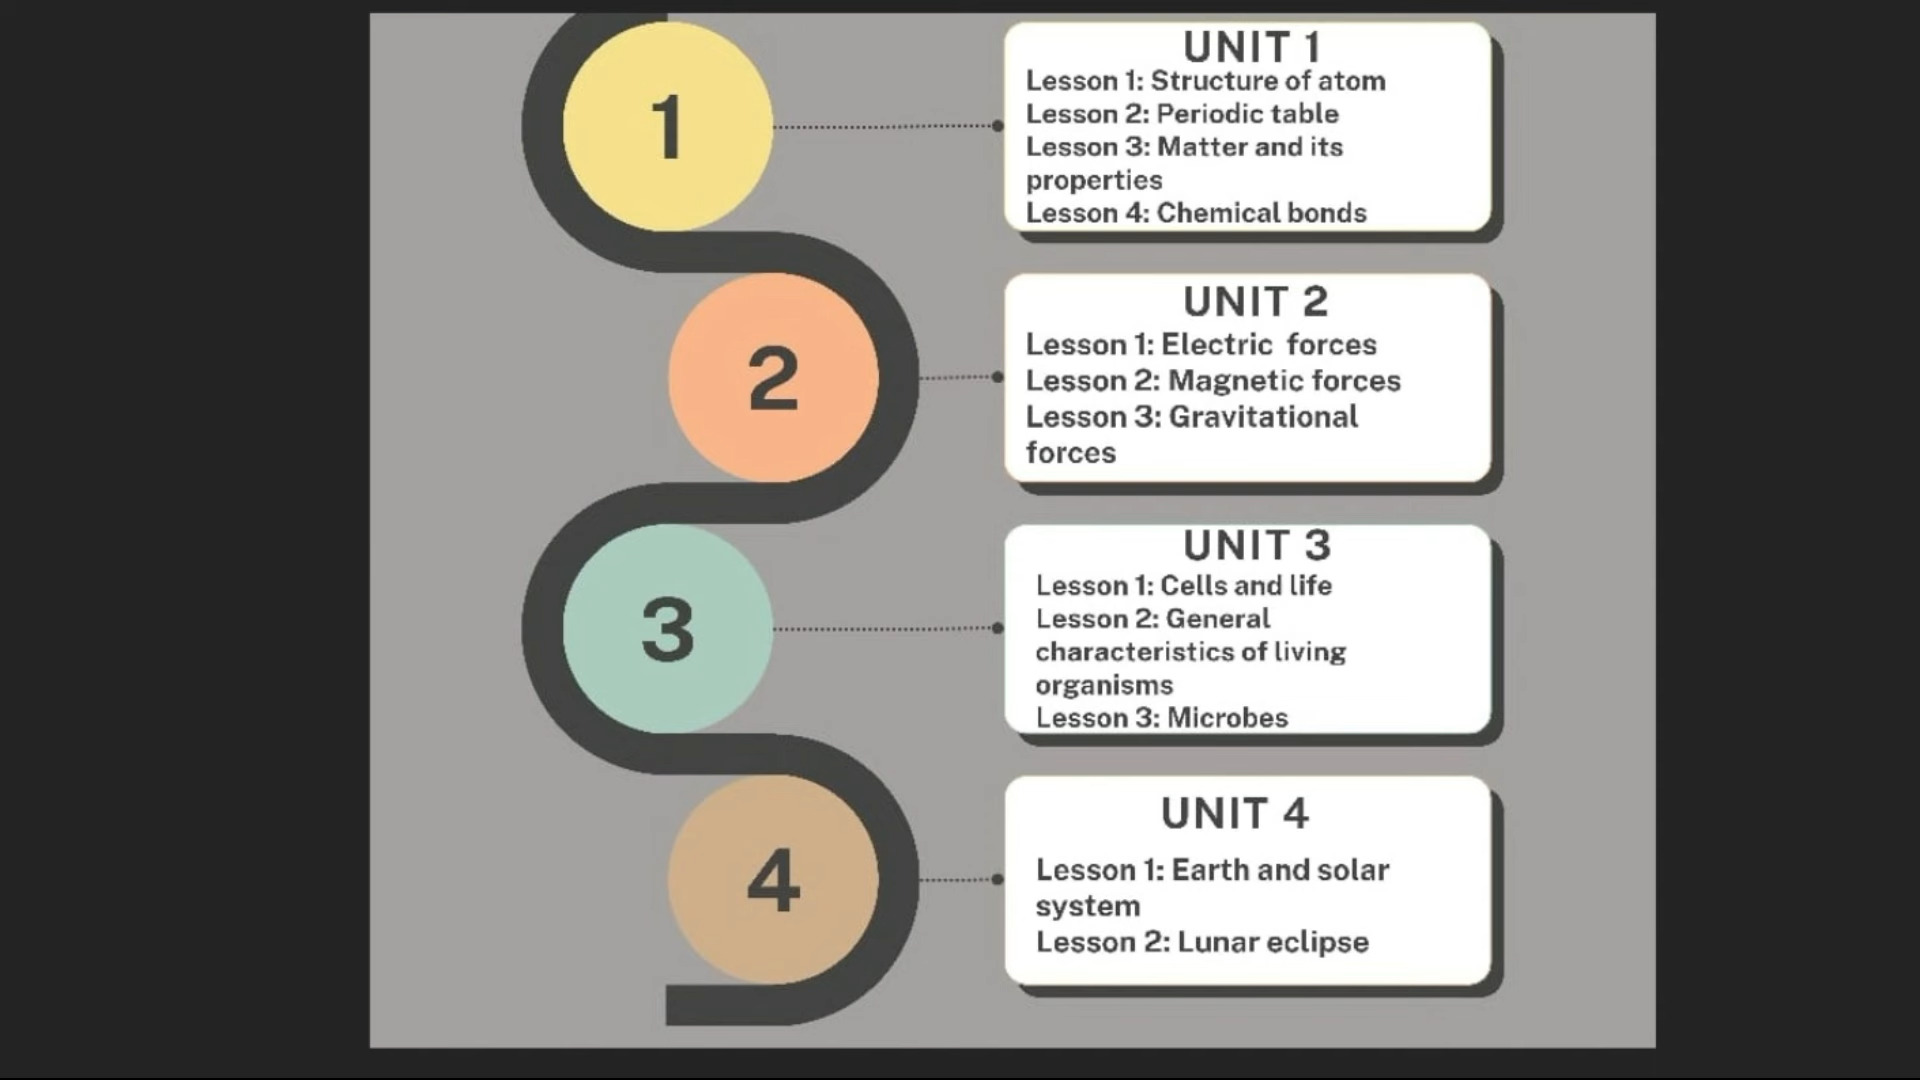 1
UNIT 1
Lesson 1: Structure of atom
Lesson 2: Periodic table
Lesson 3: Matter and its
properties
Lesson 4: Chemical bonds
2
UNIT 2
Lesson 1: Electric forces
Lesson 2: Magnetic forces
Lesson 3: Gravitational
forces
3
UNIT 3
Lesson 1: Cells and life
Lesson 2: General
characteristics of living
organisms
Lesson 3: Microbes
4
UNIT 4
Lesson 1: Earth and solar
system
Lesson 2: Lunar eclipse